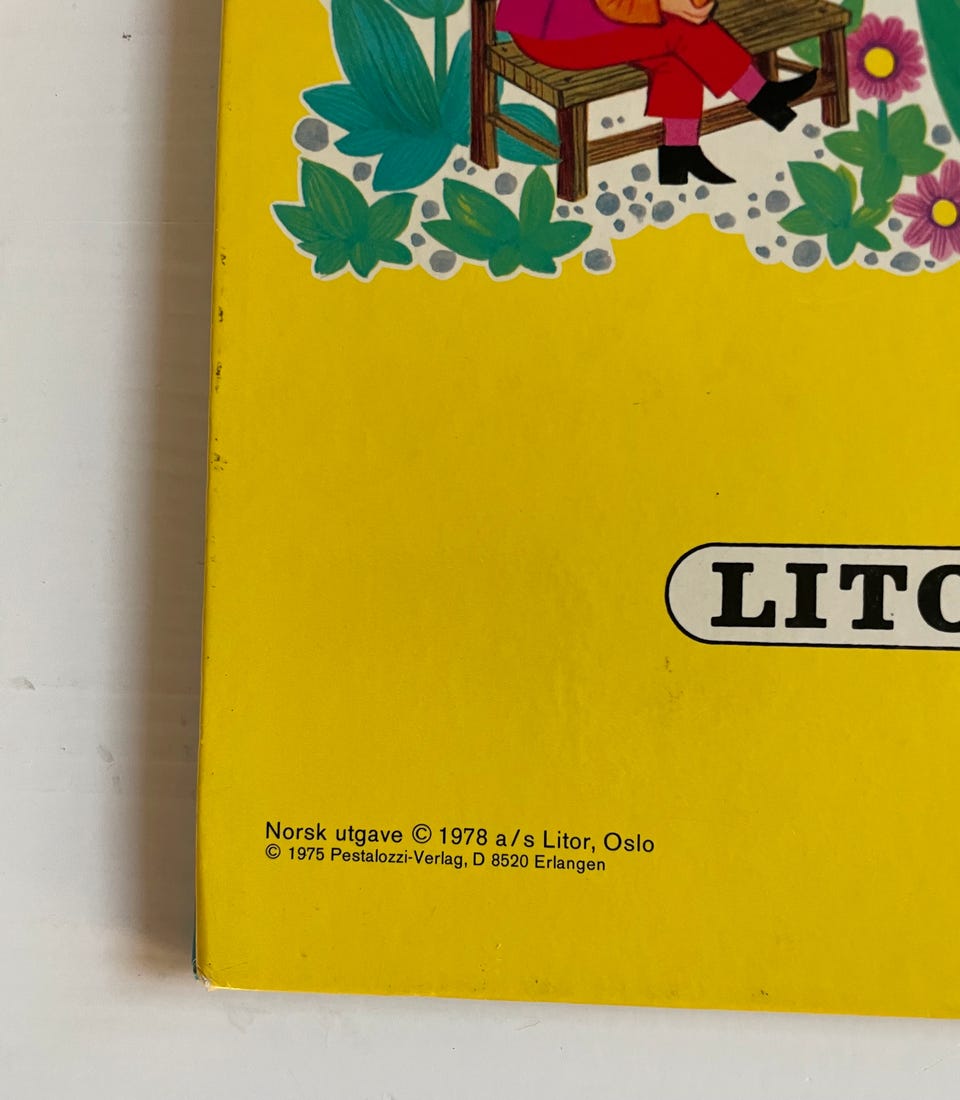 LITO
Norsk utgave © 1978 a/s Litor, Oslo
© 1975 Pestalozzi-Verlag, D 8520 Erlangen